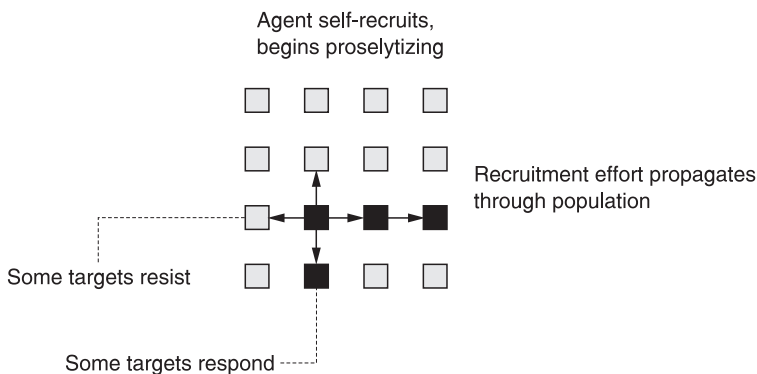 Agent self-recruits,
begins proselytizing
Recruitment effort propagates
through population
Some targets resist
Some targets respond